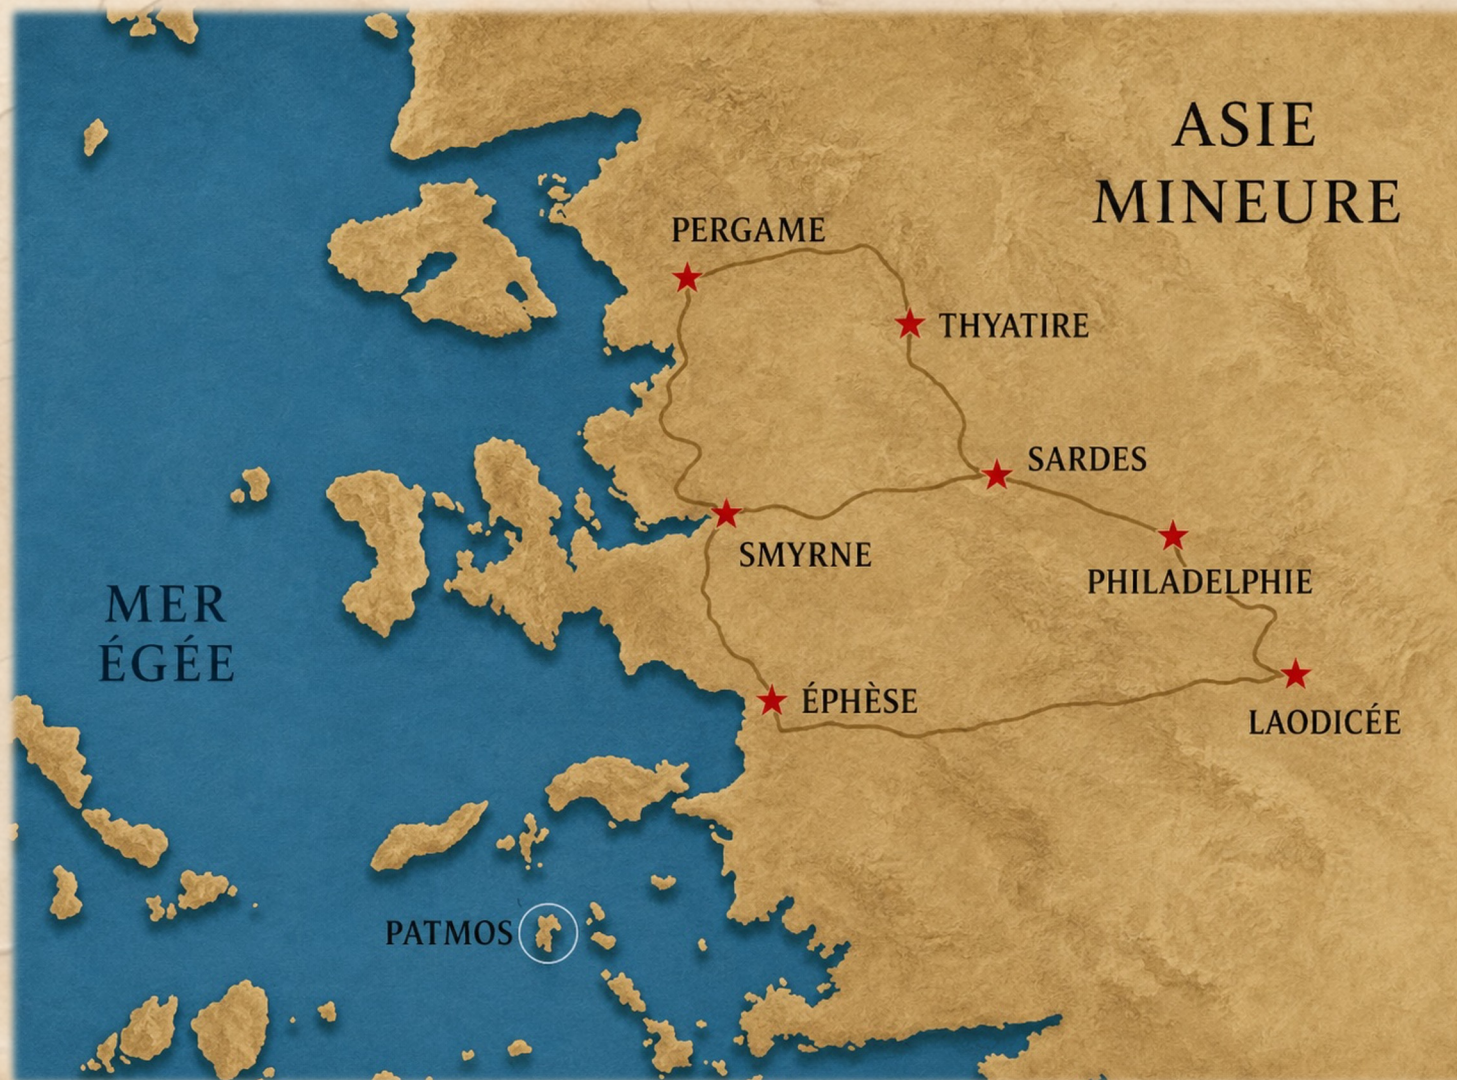 ASIE
MINEURE
PERGAME
THYATIRE
SARDES
SMYRNE
PHILADELPHIE
MER
ÉGÉE
ÉPHÈSE
LAODICÉE
PATMOS